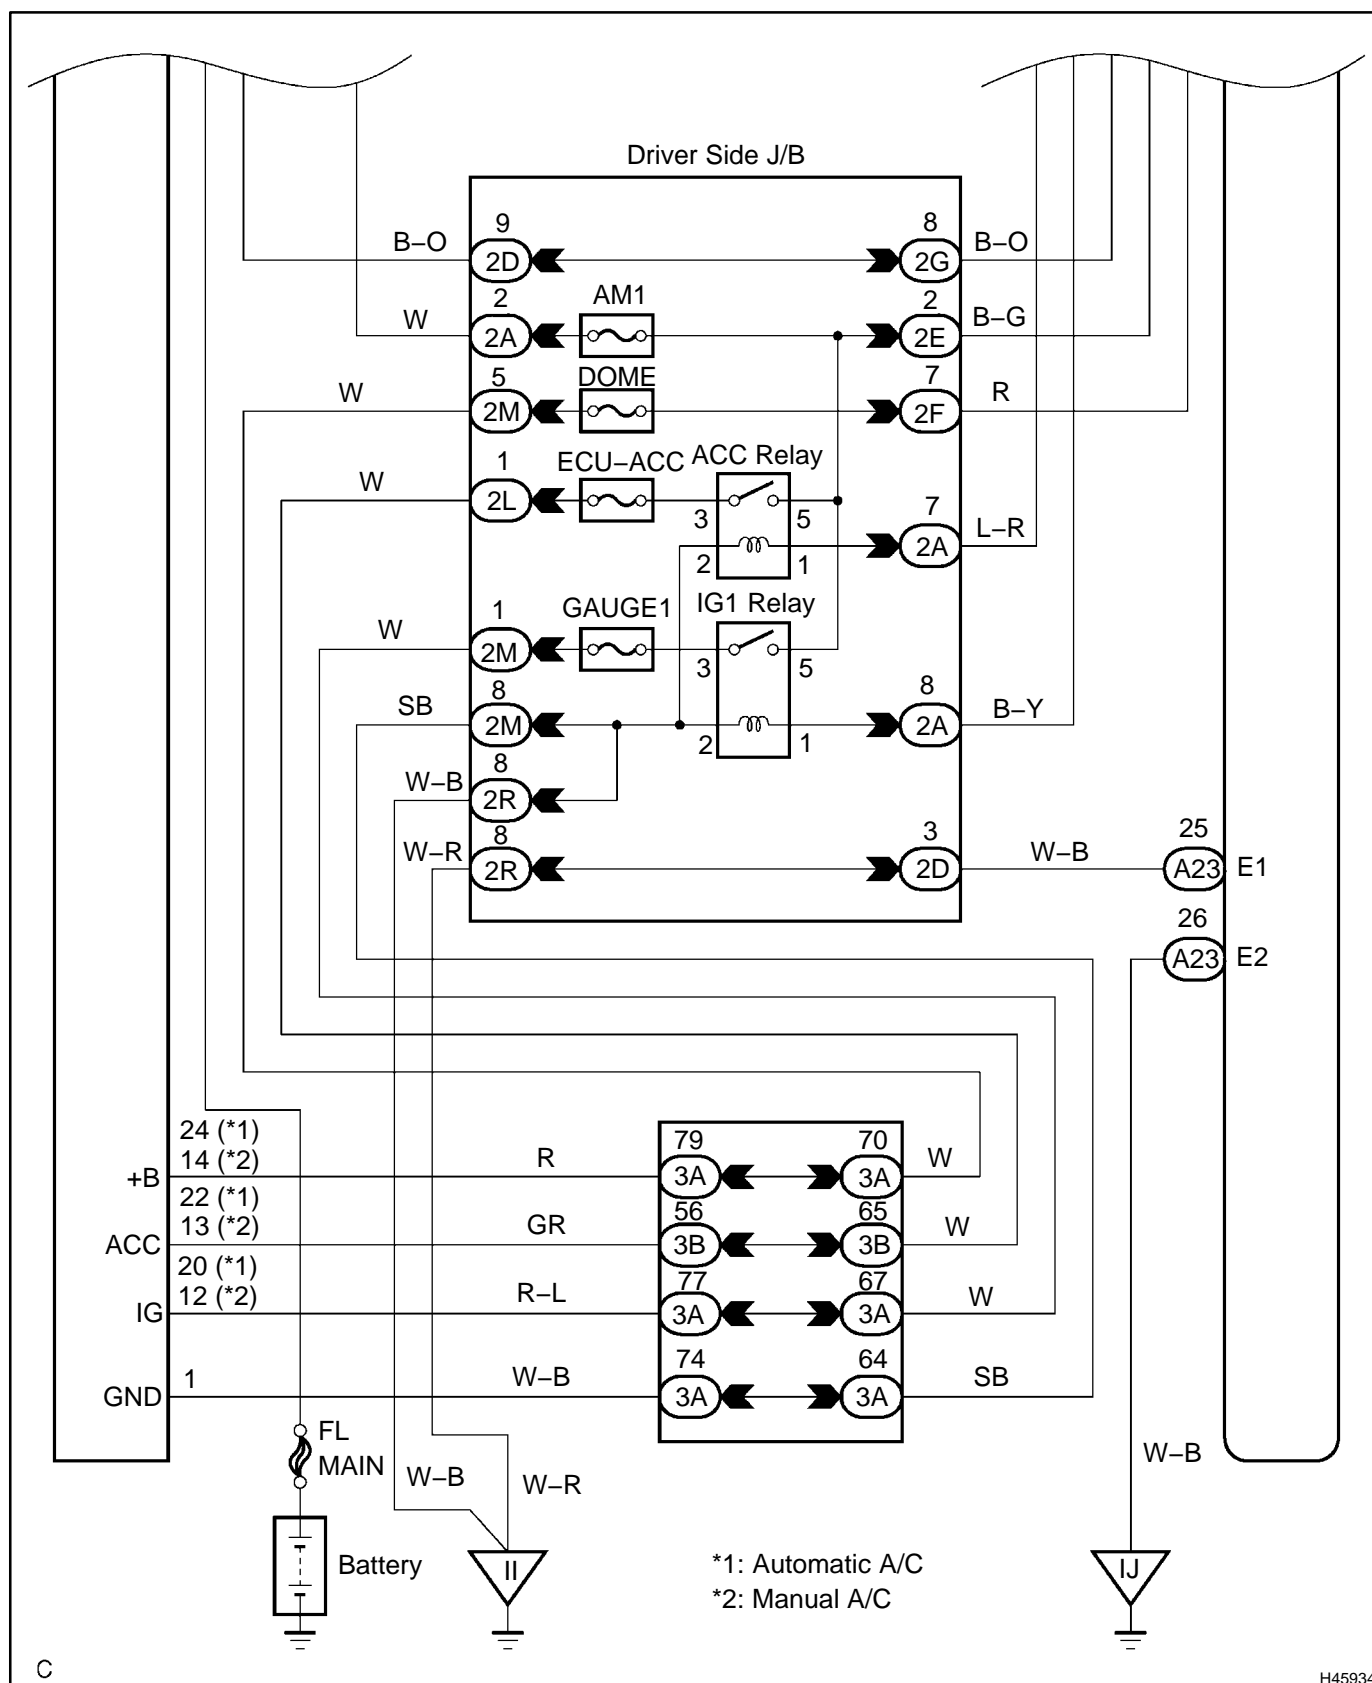 Driver Side J/B
9
8
B–O
2D
2G
B–O
2
AM1
2
W
2A
2E
B–G
5
DOME
7
W
2M
2F
R
1
ECU–ACC
ACC Relay
W
2L
3
5
7
2A
L–R
2
1
1
GAUGE1
IG1 Relay
W
2M
3
5
8
8
SB
2M
2A
B–Y
2
1
8
W–B
2R
8
3
25
W–R
2R
2D
W–B
A23
E1
26
A23
E2
24 (*1)
79
70
14 (*2)
R
W
+B
3A
3A
22 (*1)
56
65
13 (*2)
GR
W
ACC
3B
3B
20 (*1)
77
67
12 (*2)
R–L
W
IG
3A
3A
1
74
64
W–B
SB
GND
3A
3A
FL
MAIN
W–B
W–R
W–B
Battery
II
*1: Automatic A/C
IJ
*2: Manual A/C
C
H45934